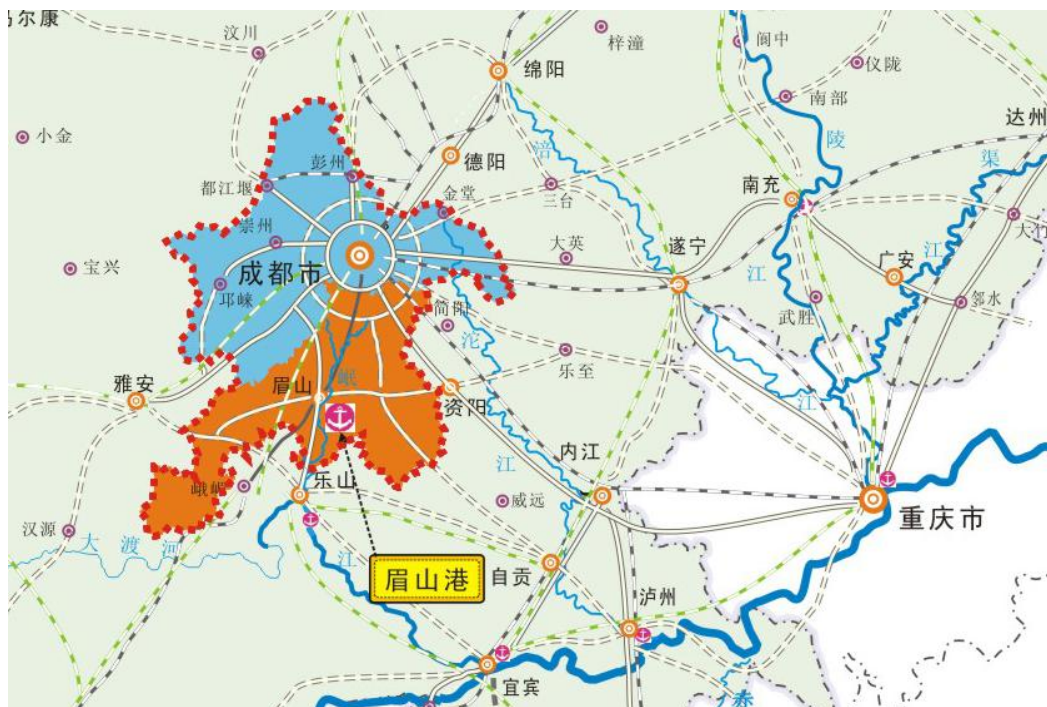 马尔康
汶川
梓潼
阆中
仪陇
绵阳
南部
达州
小金
涪
陵
渠
德阳
彭州
都江堰
金堂
三台
南充
大竹
崇州
大英
遂宁
江
江
广安
宝兴
成都市
邛崃
简阳
沱
武胜
邻水
雅安
眉山
岷
资阳
乐至
江
内江
江
峨眉
乐山
威远
重庆市
汉源
大渡河
江
眉山港
自贡
泸州
宜宾